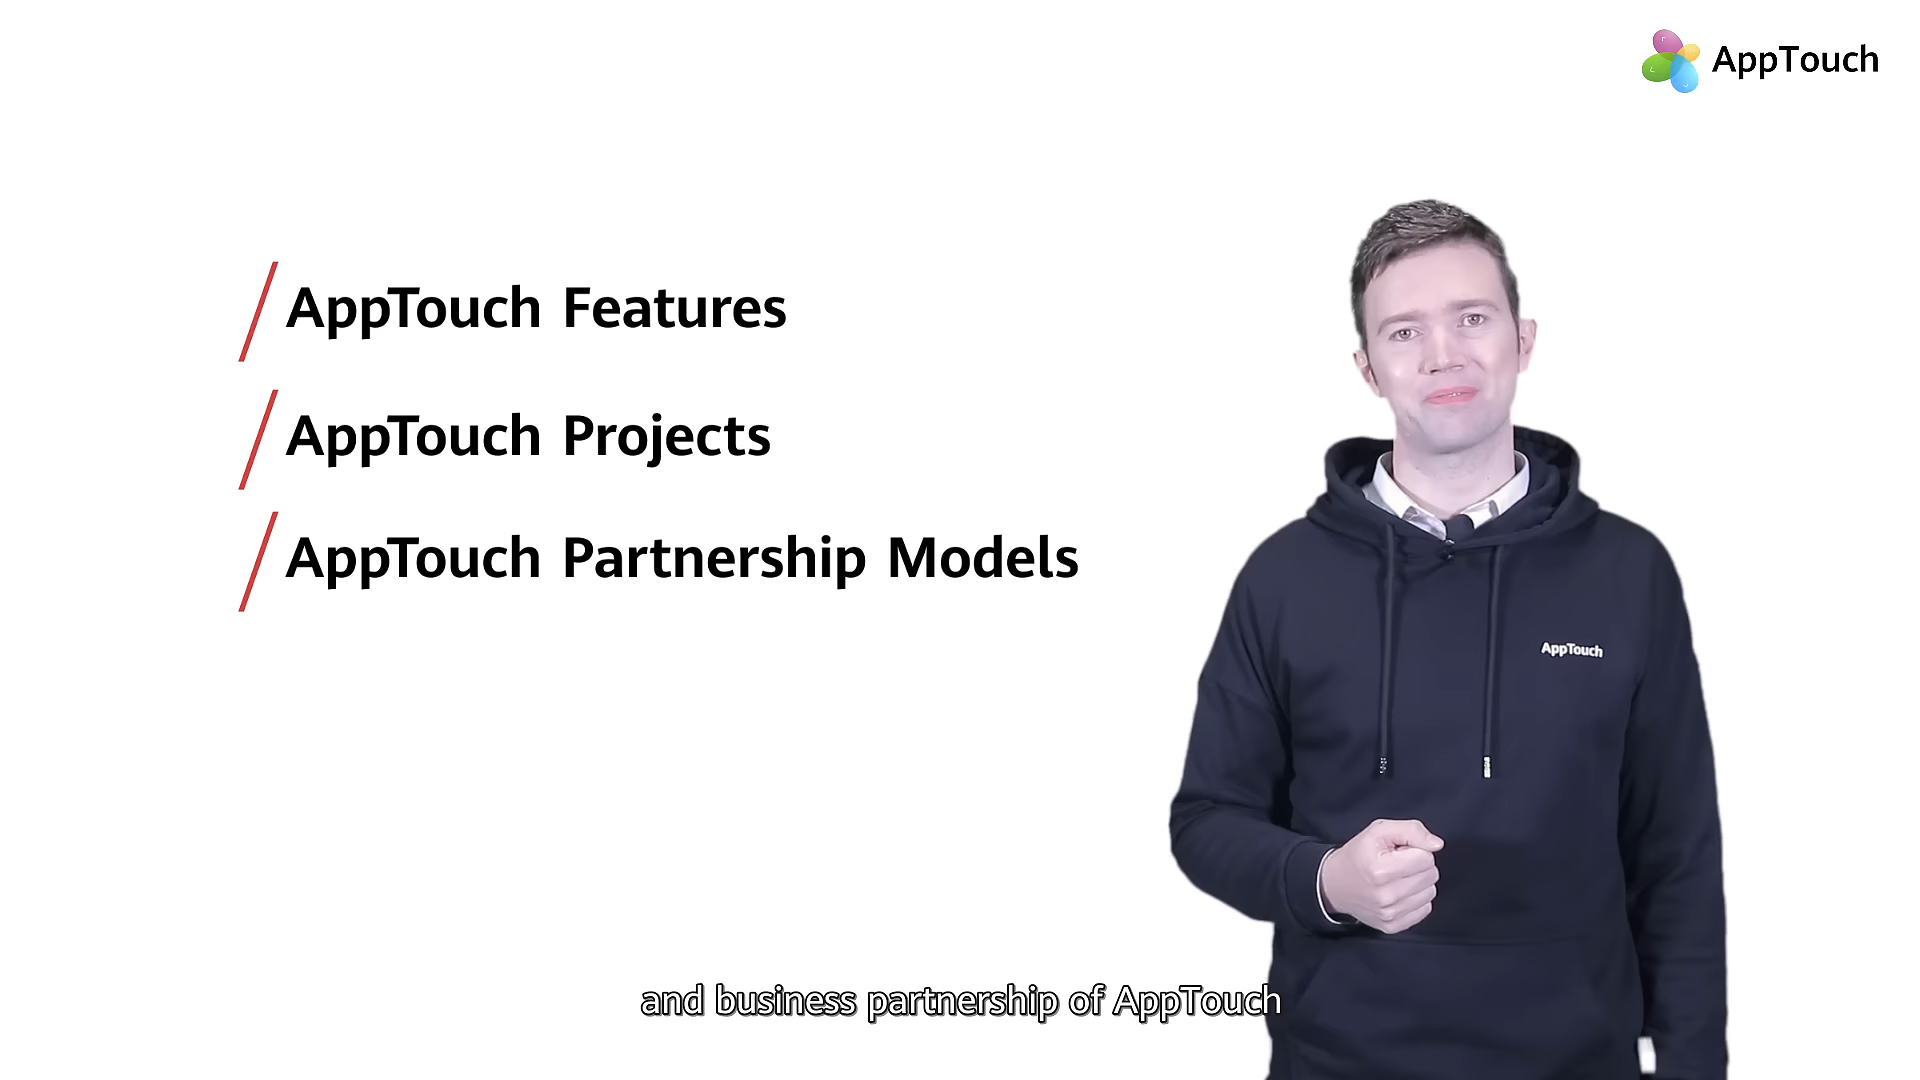 AppTouch
AppTouch Features
AppTouch Projects
AppTouch Partnership Models
AppTouch
and business partnership of AppTouch